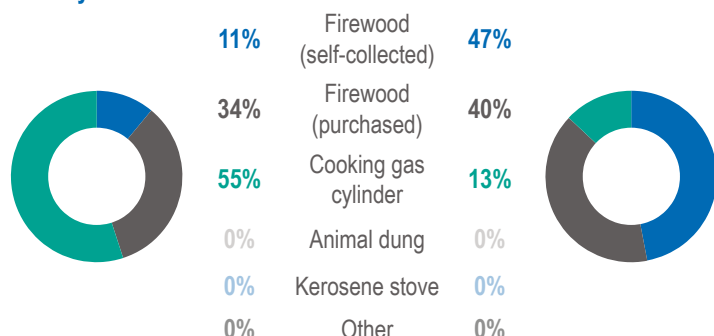 11% Firewood (self-collected) 47%
34% Firewood (purchased) 40%
55% Cooking gas cylinder 13%
0% Animal dung 0%
0% Kerosene stove 0%
0% Other 0%